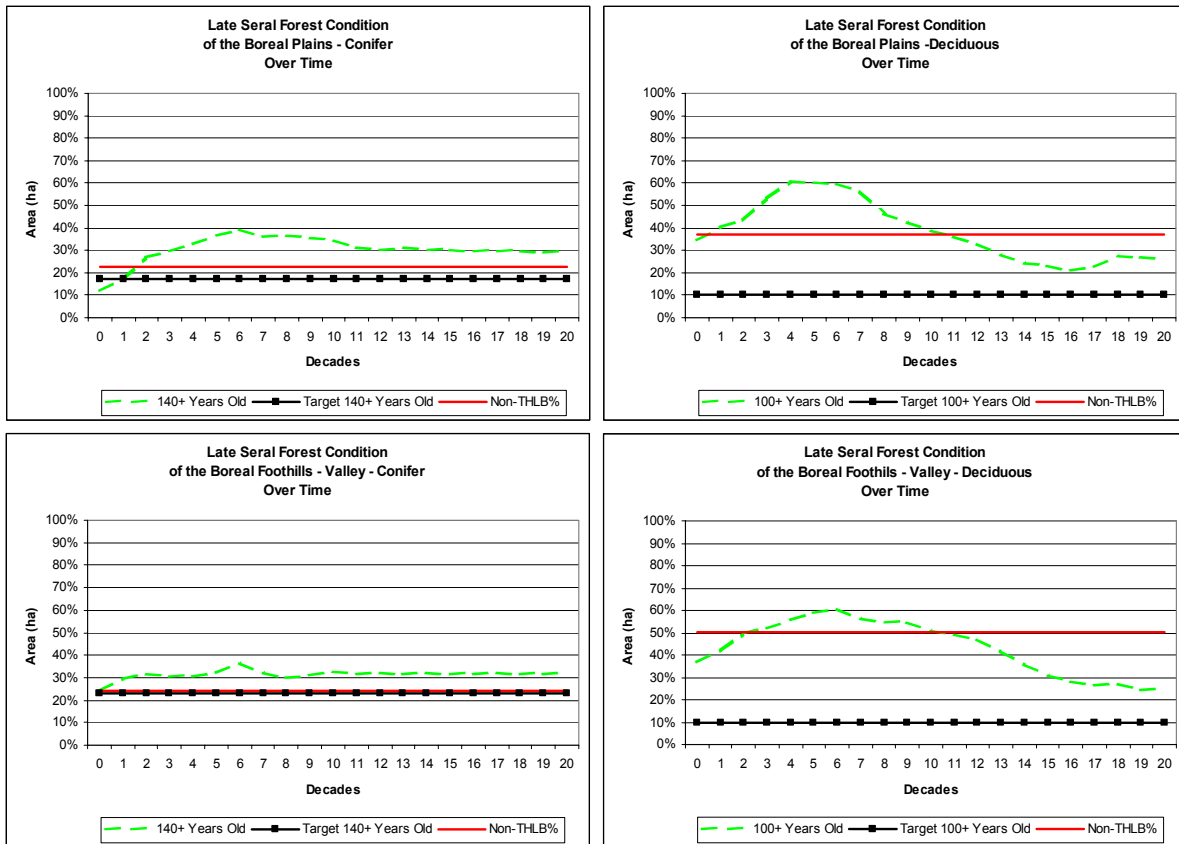 Late Seral Forest Condition
of the Boreal Plains - Conifer
Over Time
Area (ha)
100%
90%
80%
70%
60%
50%
40%
30%
20%
10%
0%
0 1 2 3 4 5 6 7 8 9 10 11 12 13 14 15 16 17 18 19 20
Decades
140+ Years Old Target 140+ Years Old Non-THLB%
Late Seral Forest Condition
of the Boreal Plains -Deciduous
Over Time
Area (ha)
100%
90%
80%
70%
60%
50%
40%
30%
20%
10%
0%
0 1 2 3 4 5 6 7 8 9 10 11 12 13 14 15 16 17 18 19 20
Decades
100+ Years Old Target 100+ Years Old Non-THLB%
Late Seral Forest Condition
of the Boreal Foothills - Valley - Conifer
Over Time
Area (ha)
100%
90%
80%
70%
60%
50%
40%
30%
20%
10%
0%
0 1 2 3 4 5 6 7 8 9 10 11 12 13 14 15 16 17 18 19 20
Decades
140+ Years Old Target 140+ Years Old Non-THLB%
Late Seral Forest Condition
of the Boreal Foothils - Valley - Deciduous
Over Time
Area (ha)
100%
90%
80%
70%
60%
50%
40%
30%
20%
10%
0%
0 1 2 3 4 5 6 7 8 9 10 11 12 13 14 15 16 17 18 19 20
Decades
100+ Years Old Target 100+ Years Old Non-THLB%